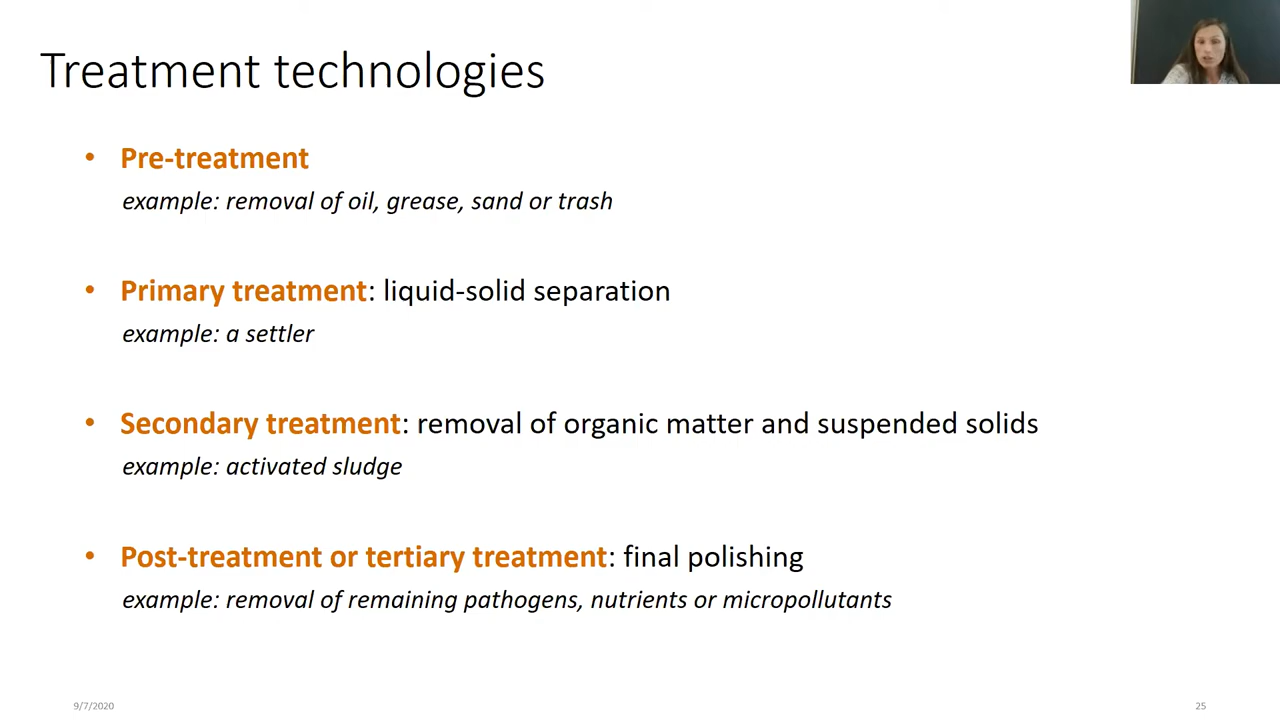 Treatment technologies
• Pre-treatment
example: removal of oil, grease, sand or trash
• Primary treatment: liquid-solid separation
example: a settler
• Secondary treatment: removal of organic matter and suspended solids
example: activated sludge
• Post-treatment or tertiary treatment: final polishing
example: removal of remaining pathogens, nutrients or micropollutants
9/7/2020
25